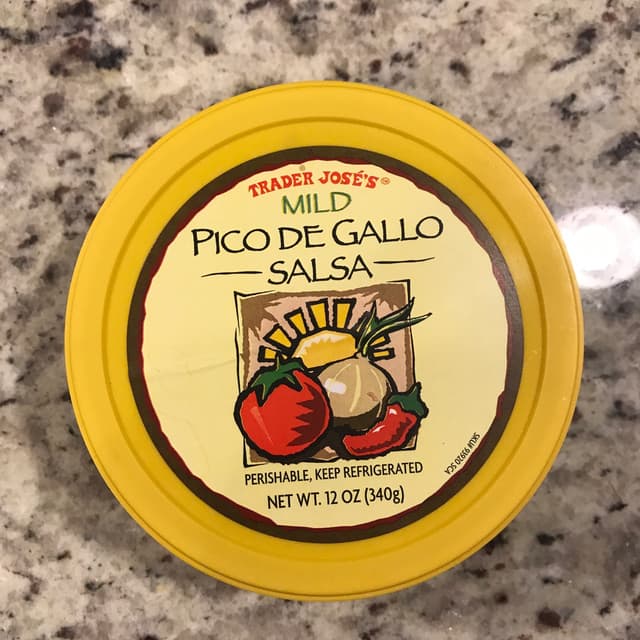 TRADER JOSÉ'S
MILD
PICO DE GALLO
SALSA
PERISHABLE, KEEP REFRIGERATED
NET WT. 12 OZ (340g)